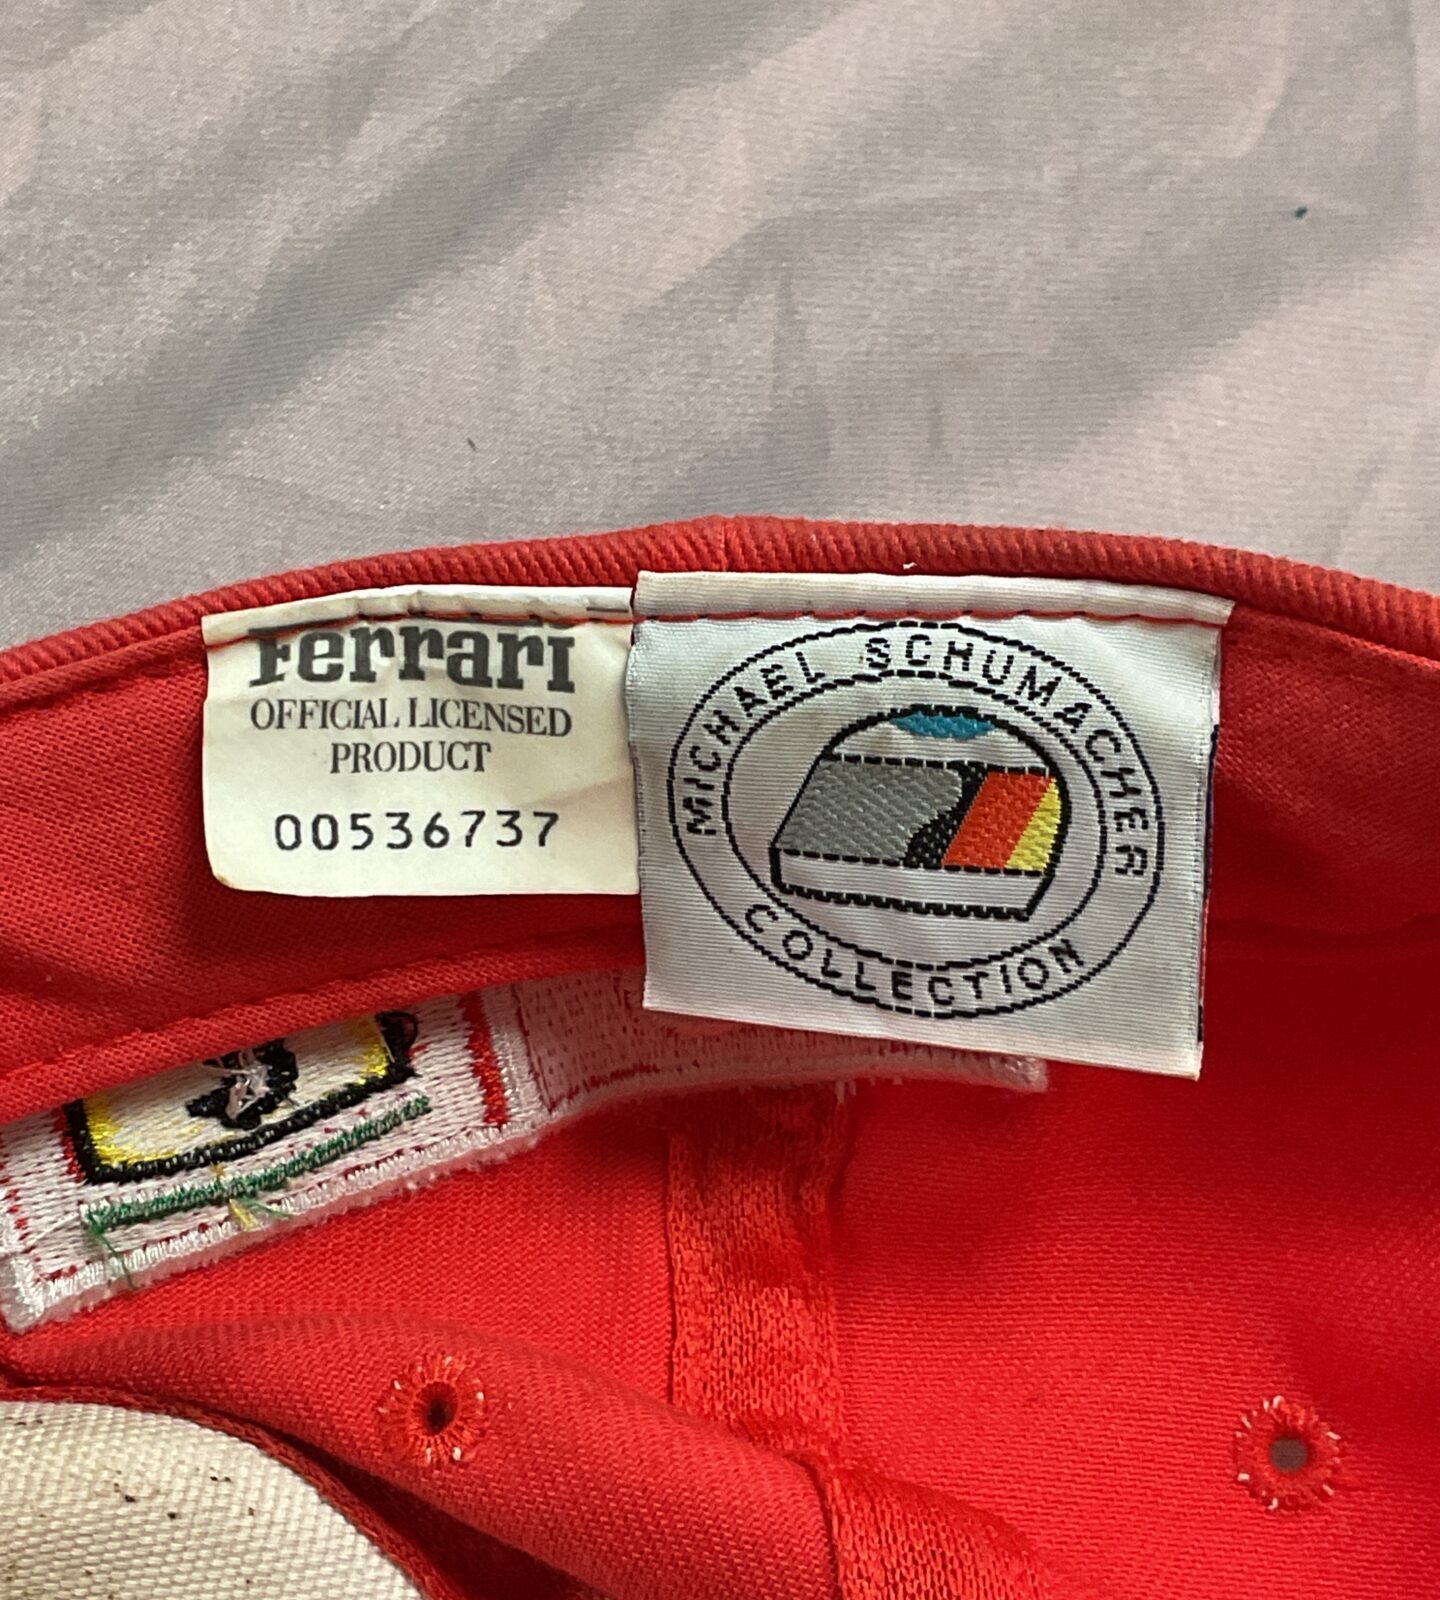 Ferrari
OFFICIAL LICENSED
PRODUCT
00536737
MICHAEL SCHUMACHER
COLLECTION